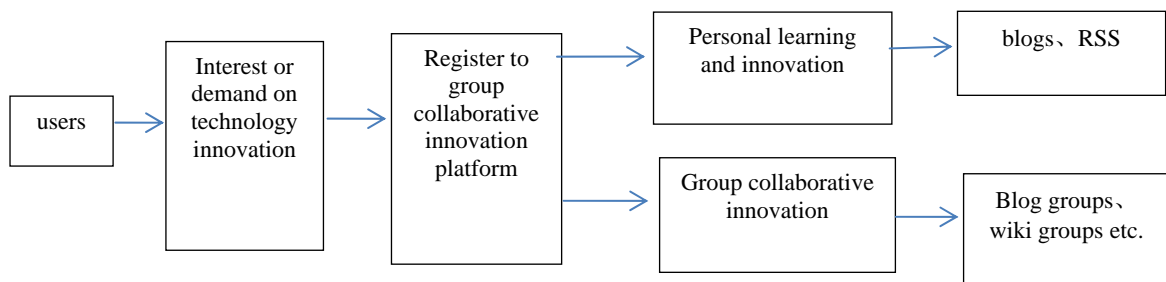 users
Interest or
demand on
technology
innovation
Register to
group
collaborative
innovation
platform
Personal learning
and innovation
blogs、RSS
Group collaborative
innovation
Blog groups、
wiki groups etc.